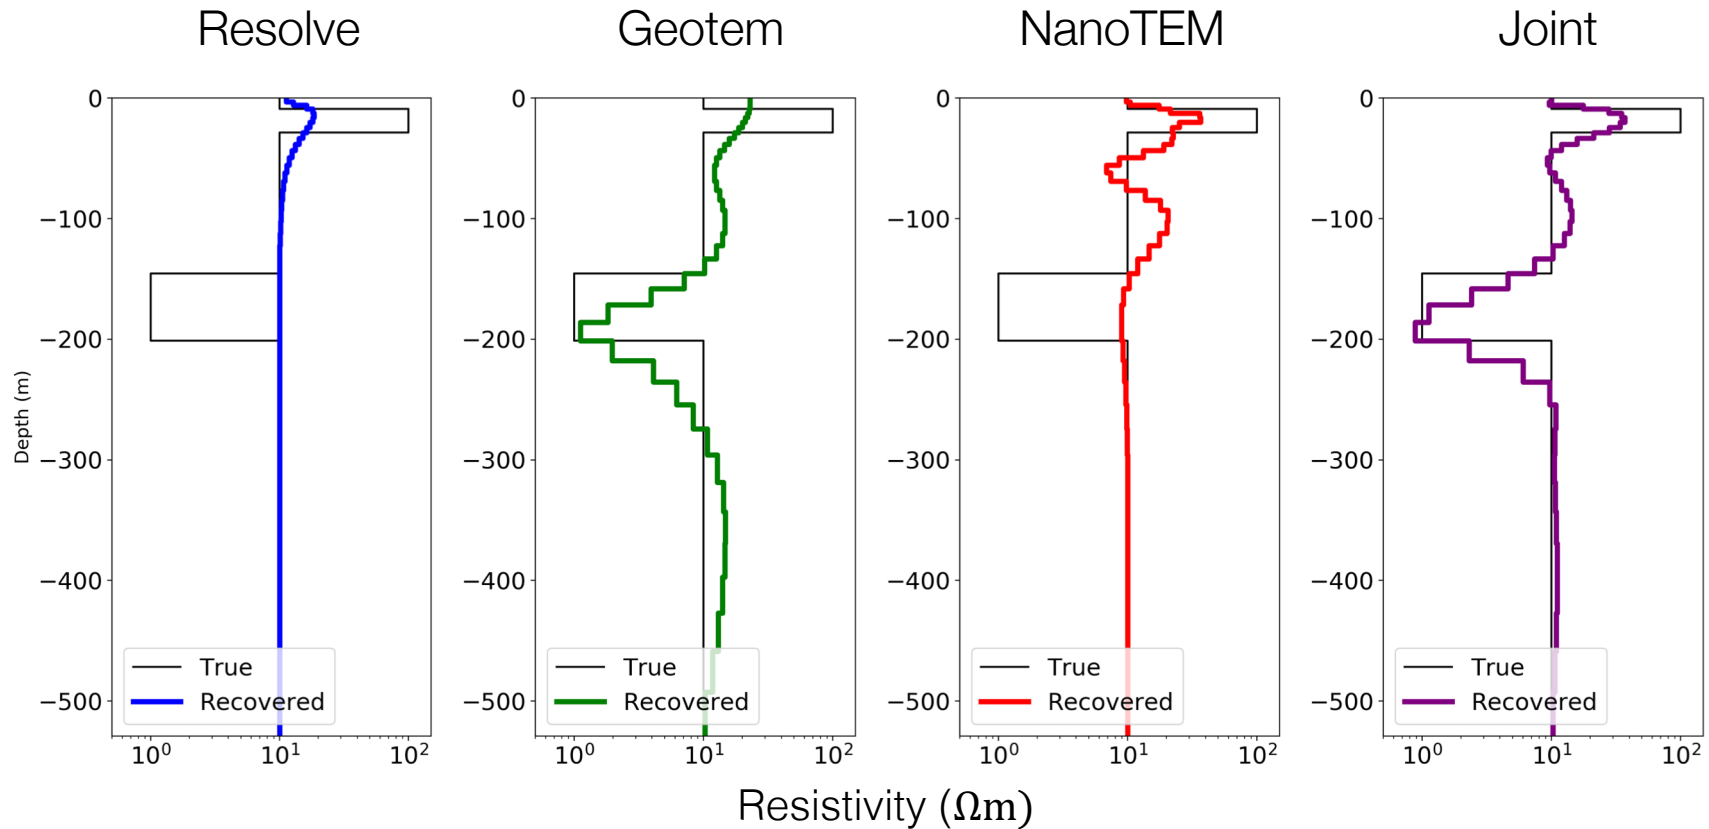 Resolve Geotem NanoTEM Joint
0 0 0 0
−100 −100 −100 −100
−200 −200 −200 −200
Depth (m)
−300 −300 −300 −300
−400 −400 −400 −400
True True True True
Recovered Recovered Recovered Recovered
−500 −500 −500 −500
10⁰ 10¹ 10² 10⁰ 10¹ 10² 10⁰ 10¹ 10² 10⁰ 10¹ 10²
Resistivity (Ωm)